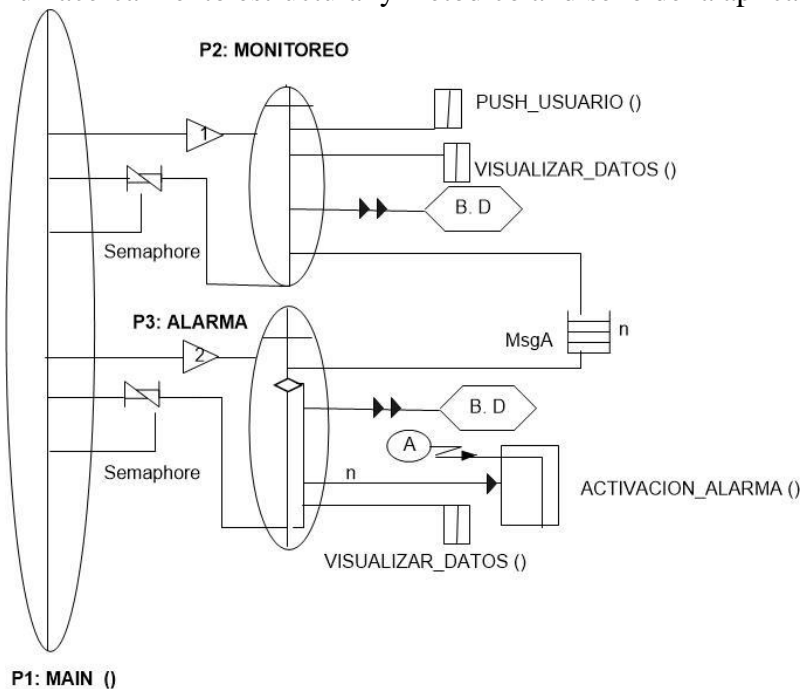 P2: MONITOREO
PUSH_USUARIO ()
1
VISUALIZAR_DATOS ()
B. D
Semaphore
P3: ALARMA
MsgA
n
2
B. D
A
Semaphore
n
ACTIVACION_ALARMA ()
VISUALIZAR_DATOS ()
P1: MAIN ()